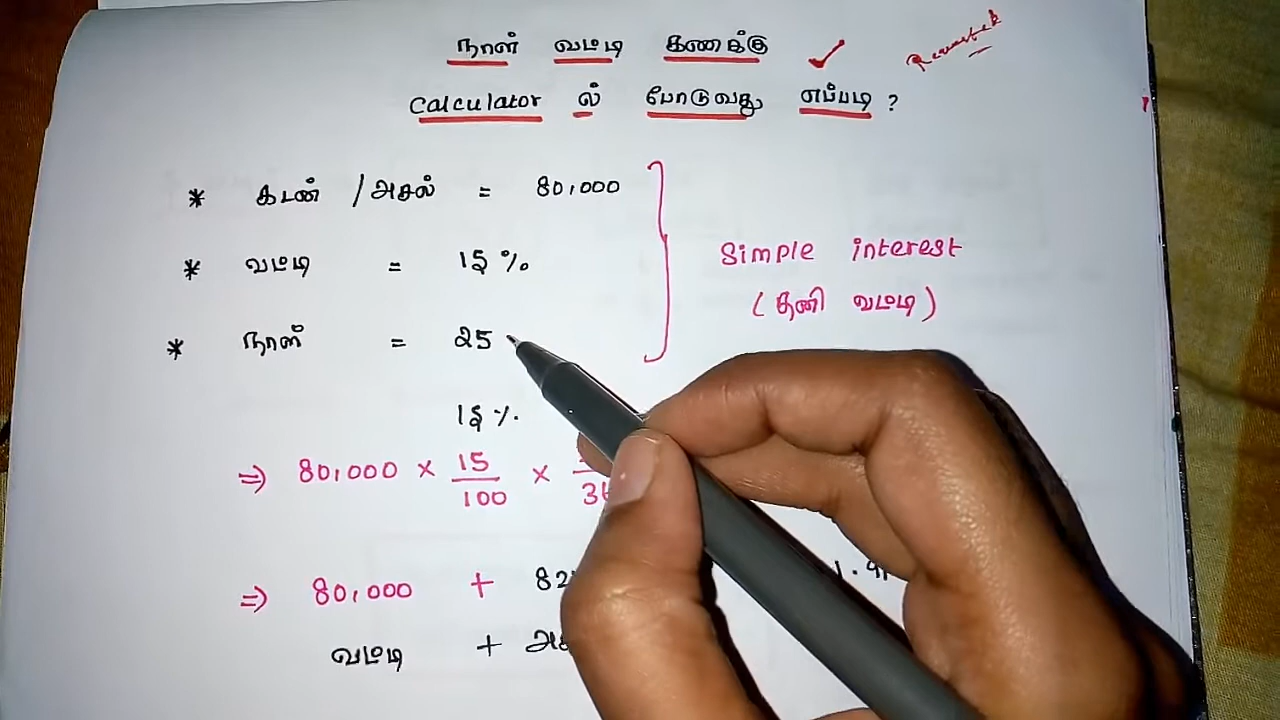 நாள் வட்டி கணக்கு ✓
Calculator ல் போடுவது எப்படி ?
* கடன் / அசல் = 80,000
* வட்டி = 15 %
* நாள் = 25
Simple interest
( தனி வட்டி )
15 %
⇒ 80,000 × 15/100 ×
⇒ 80,000 +
வட்டி +